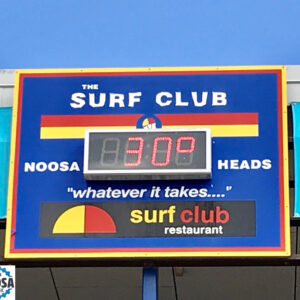 THE
SURF CLUB
30°
NOOSA HEADS
"whatever it takes...."
surf club
restaurant